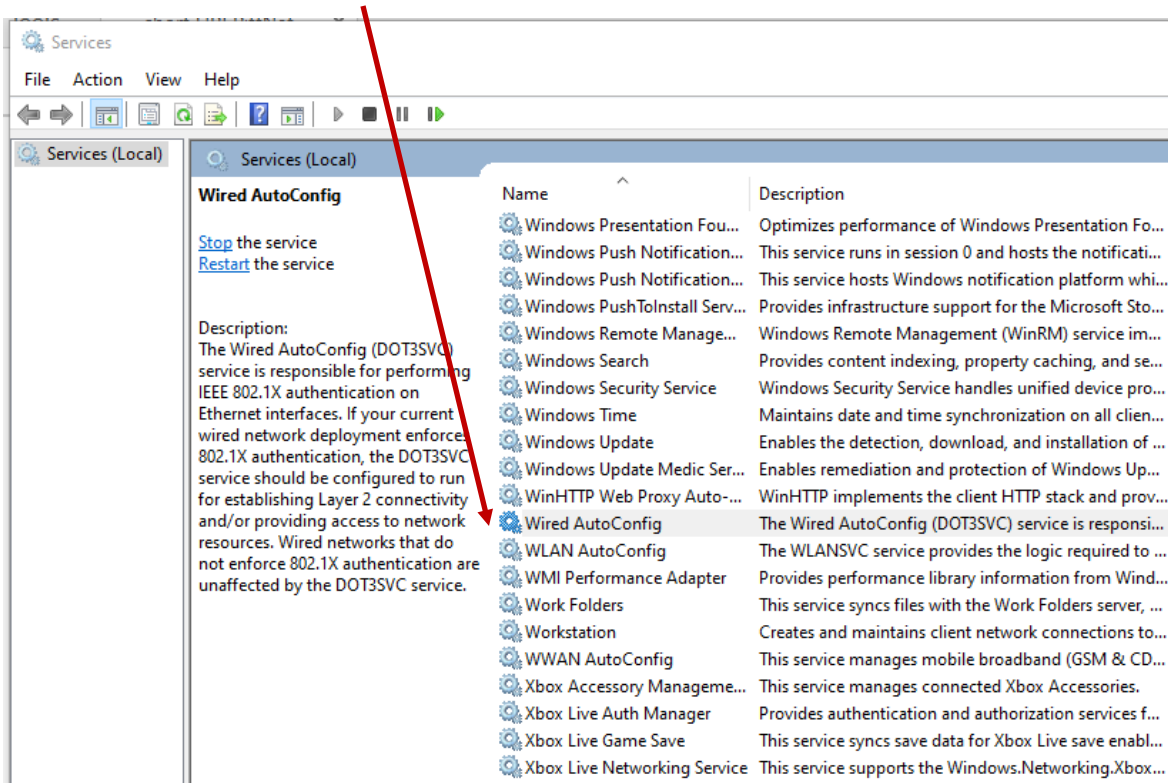 Services
File Action View Help
Services (Local)
Services (Local)
Wired AutoConfig
Stop the service
Restart the service
Description:
The Wired AutoConfig (DOT3SVC)
service is responsible for performing
IEEE 802.1X authentication on
Ethernet interfaces. If your current
wired network deployment enforces
802.1X authentication, the DOT3SVC
service should be configured to run
for establishing Layer 2 connectivity
and/or providing access to network
resources. Wired networks that do
not enforce 802.1X authentication are
unaffected by the DOT3SVC service.
Name Description
Windows Presentation Fou... Optimizes performance of Windows Presentation Fo...
Windows Push Notification... This service runs in session 0 and hosts the notificati...
Windows Push Notification... This service hosts Windows notification platform whi...
Windows PushToInstall Serv... Provides infrastructure support for the Microsoft Sto...
Windows Remote Manage... Windows Remote Management (WinRM) service im...
Windows Search Provides content indexing, property caching, and se...
Windows Security Service Windows Security Service handles unified device pro...
Windows Time Maintains date and time synchronization on all clien...
Windows Update Enables the detection, download, and installation of ...
Windows Update Medic Ser... Enables remediation and protection of Windows Up...
WinHTTP Web Proxy Auto-... WinHTTP implements the client HTTP stack and prov...
Wired AutoConfig The Wired AutoConfig (DOT3SVC) service is responsi...
WLAN AutoConfig The WLANSVC service provides the logic required to ...
WMI Performance Adapter Provides performance library information from Wind...
Work Folders This service syncs files with the Work Folders server, ...
Workstation Creates and maintains client network connections to...
WWAN AutoConfig This service manages mobile broadband (GSM & CD...
Xbox Accessory Manageme... This service manages connected Xbox Accessories.
Xbox Live Auth Manager Provides authentication and authorization services f...
Xbox Live Game Save This service syncs save data for Xbox Live save enabl...
Xbox Live Networking Service This service supports the Windows.Networking.Xbox...